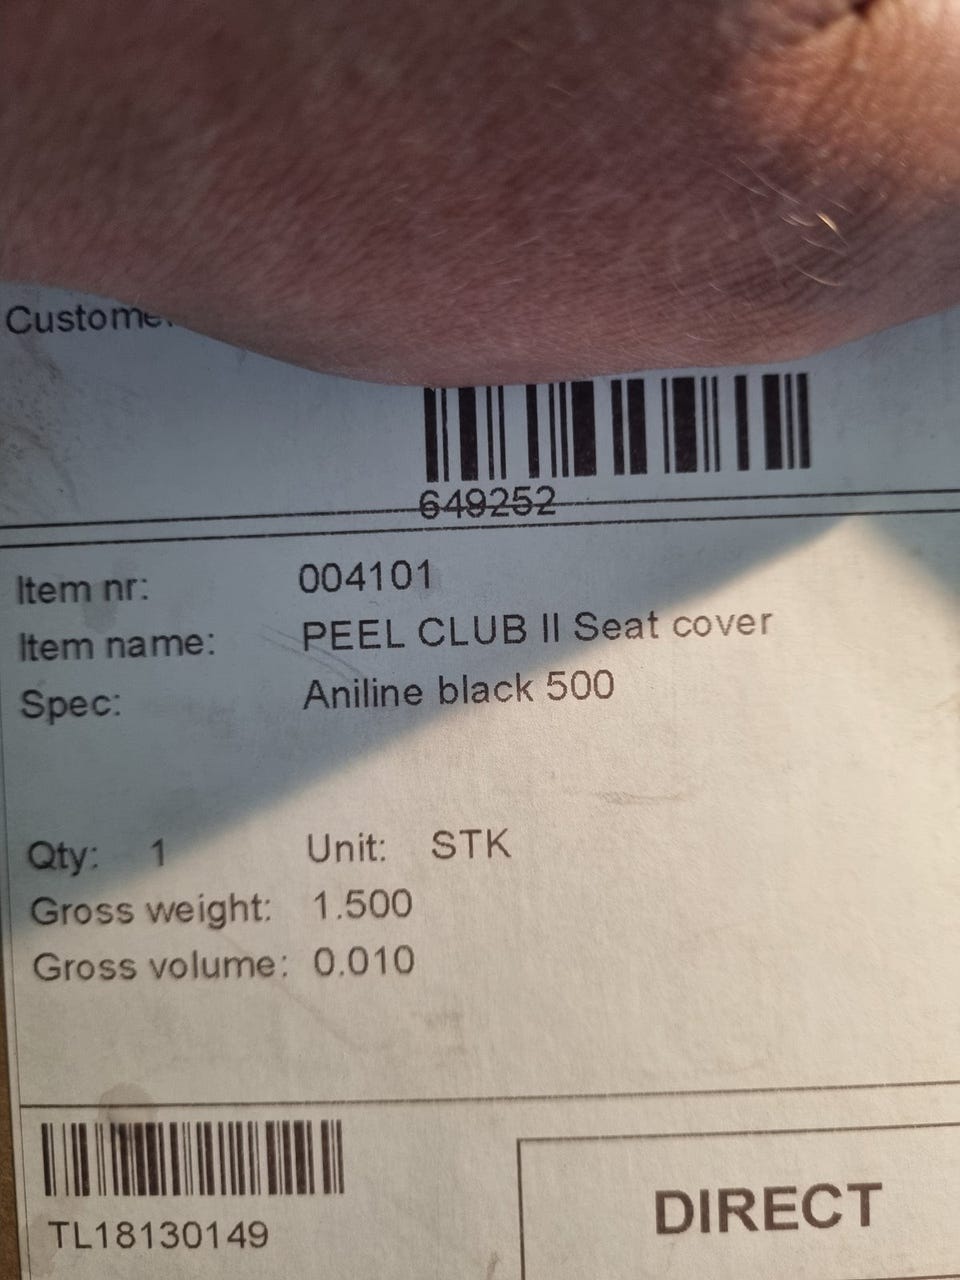 649252
Item nr: 004101
Item name: PEEL CLUB II Seat cover
Spec: Aniline black 500
Qty: 1 Unit: STK
Gross weight: 1.500
Gross volume: 0.010
TL18130149
DIRECT